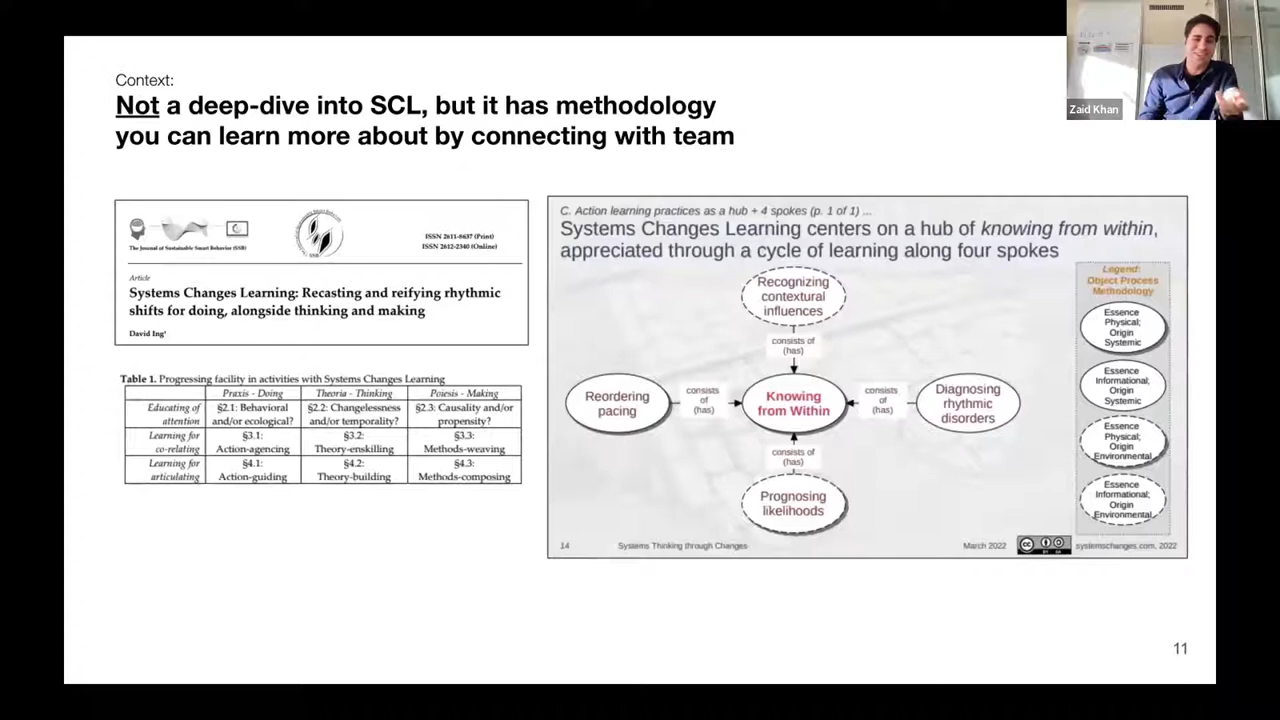 Context:
Not a deep-dive into SCL, but it has methodology
you can learn more about by connecting with team
Zaid Khan
The Journal of Sustainable Smart Behavior (SSB)
SSB
ISSN 2611-6637 (Print)
ISSN 2612-2340 (Online)
Article
Systems Changes Learning: Recasting and reifying rhythmic
shifts for doing, alongside thinking and making
David Ing¹
Table 1. Progressing facility in activities with Systems Changes Learning
Praxis - Doing Theoria - Thinking Poiesis - Making
Educating of attention §2.1: Behavioral and/or ecological? §2.2: Changelessness and/or temporality? §2.3: Causality and/or propensity?
Learning for co-relating §3.1: Action-agencing §3.2: Theory-enskilling §3.3: Methods-weaving
Learning for articulating §4.1: Action-guiding §4.2: Theory-building §4.3: Methods-composing
C. Action learning practices as a hub + 4 spokes (p. 1 of 1) ...
Systems Changes Learning centers on a hub of knowing from within,
appreciated through a cycle of learning along four spokes
Recognizing
contextural
influences
consists of
(has)
Reordering
pacing
consists
of
(has)
Knowing
from Within
consists
of
(has)
Diagnosing
rhythmic
disorders
consists of
(has)
Prognosing
likelihoods
Legend:
Object Process
Methodology
Essence
Physical;
Origin
Systemic
Essence
Informational;
Origin
Systemic
Essence
Physical;
Origin
Environmental
Essence
Informational;
Origin
Environmental
14
Systems Thinking through Changes
March 2022
cc
BY SA
systemschanges.com, 2022
11